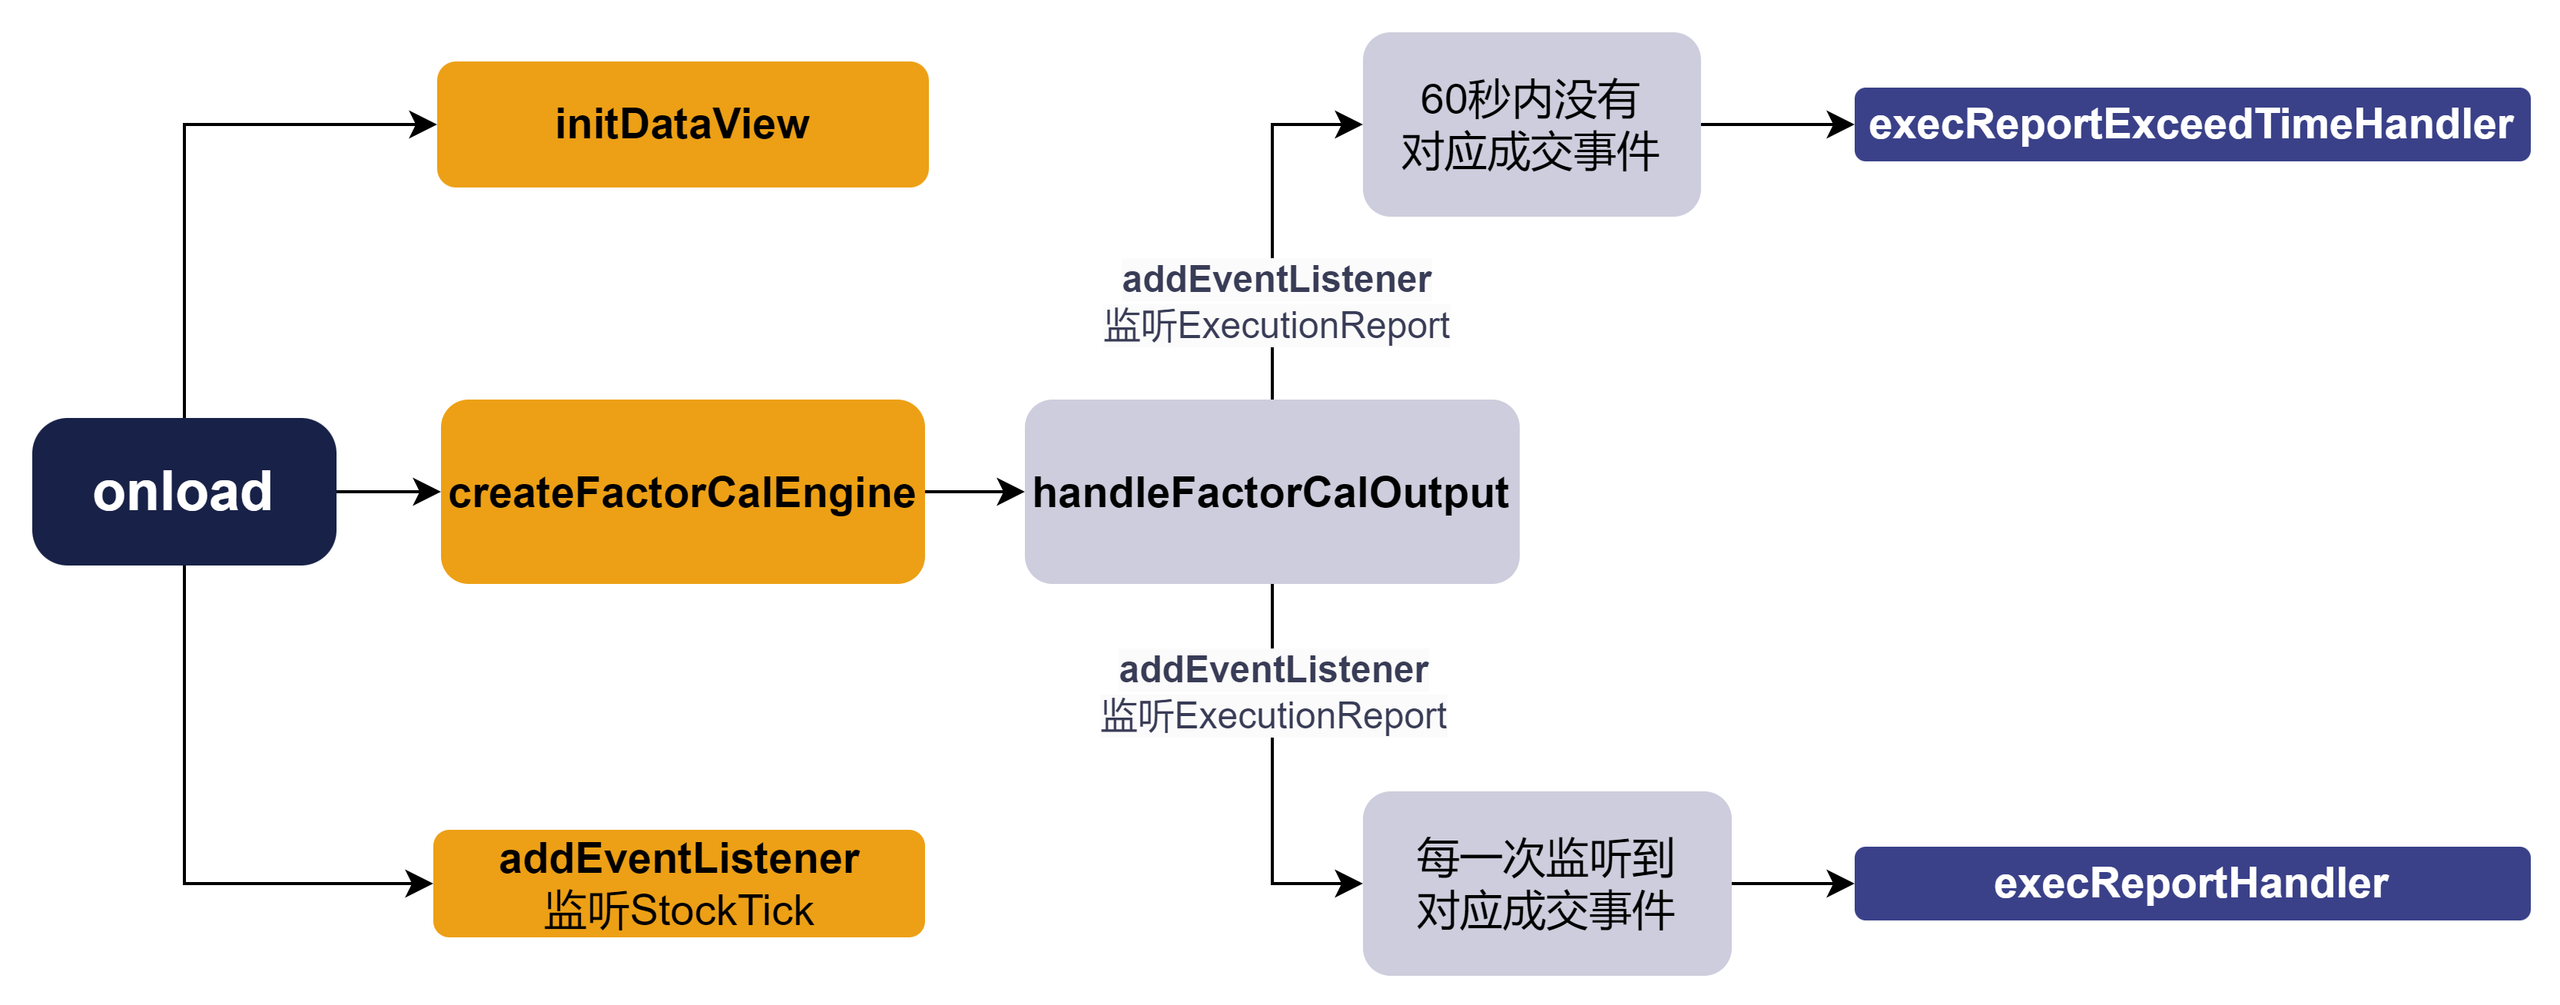 onload
initDataView
createFactorCalEngine
addEventListener
监听StockTick
handleFactorCalOutput
addEventListener
监听ExecutionReport
60秒内没有
对应成交事件
execReportExceedTimeHandler
addEventListener
监听ExecutionReport
每一次监听到
对应成交事件
execReportHandler